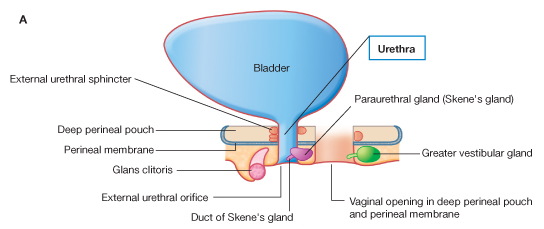 A
Urethra
Bladder
External urethral sphincter
Paraurethral gland (Skene's gland)
Deep perineal pouch
Perineal membrane
Greater vestibular gland
Glans clitoris
External urethral orifice
Vaginal opening in deep perineal pouch
and perineal membrane
Duct of Skene's gland